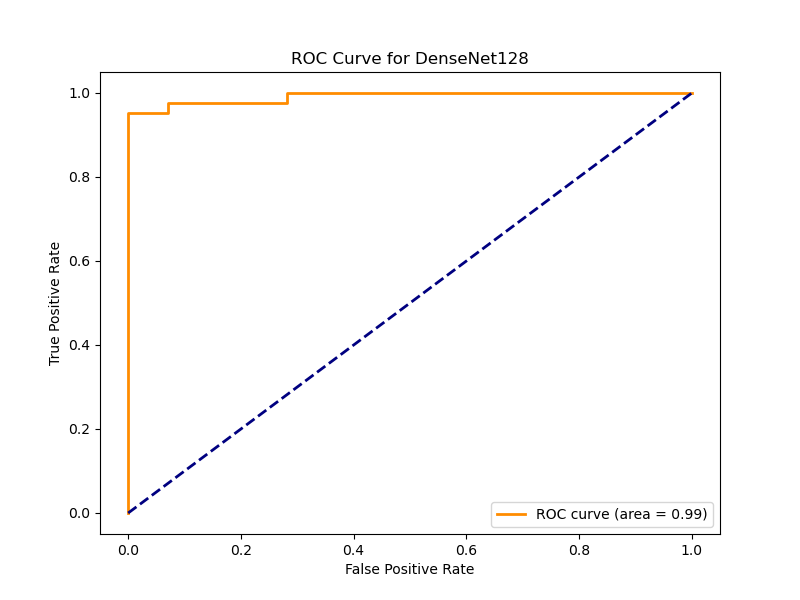 ROC Curve for DenseNet128
1.0
0.8
0.6
0.4
0.2
0.0
True Positive Rate
ROC curve (area = 0.99)
0.0 0.2 0.4 0.6 0.8 1.0
False Positive Rate